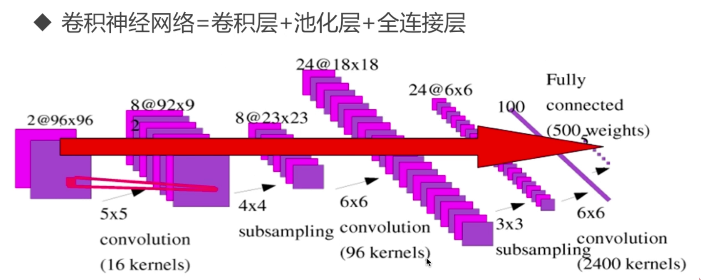 ◆ 卷积神经网络=卷积层+池化层+全连接层
2@96x96
8@92x9
2
8@23x23
24@18x18
24@6x6
100
Fully
connected
(500 weights)
5
5x5
convolution
(16 kernels)
4x4
subsampling
6x6
convolution
(96 kernels)
3x3
subsampling
6x6
convolution
(2400 kernels)